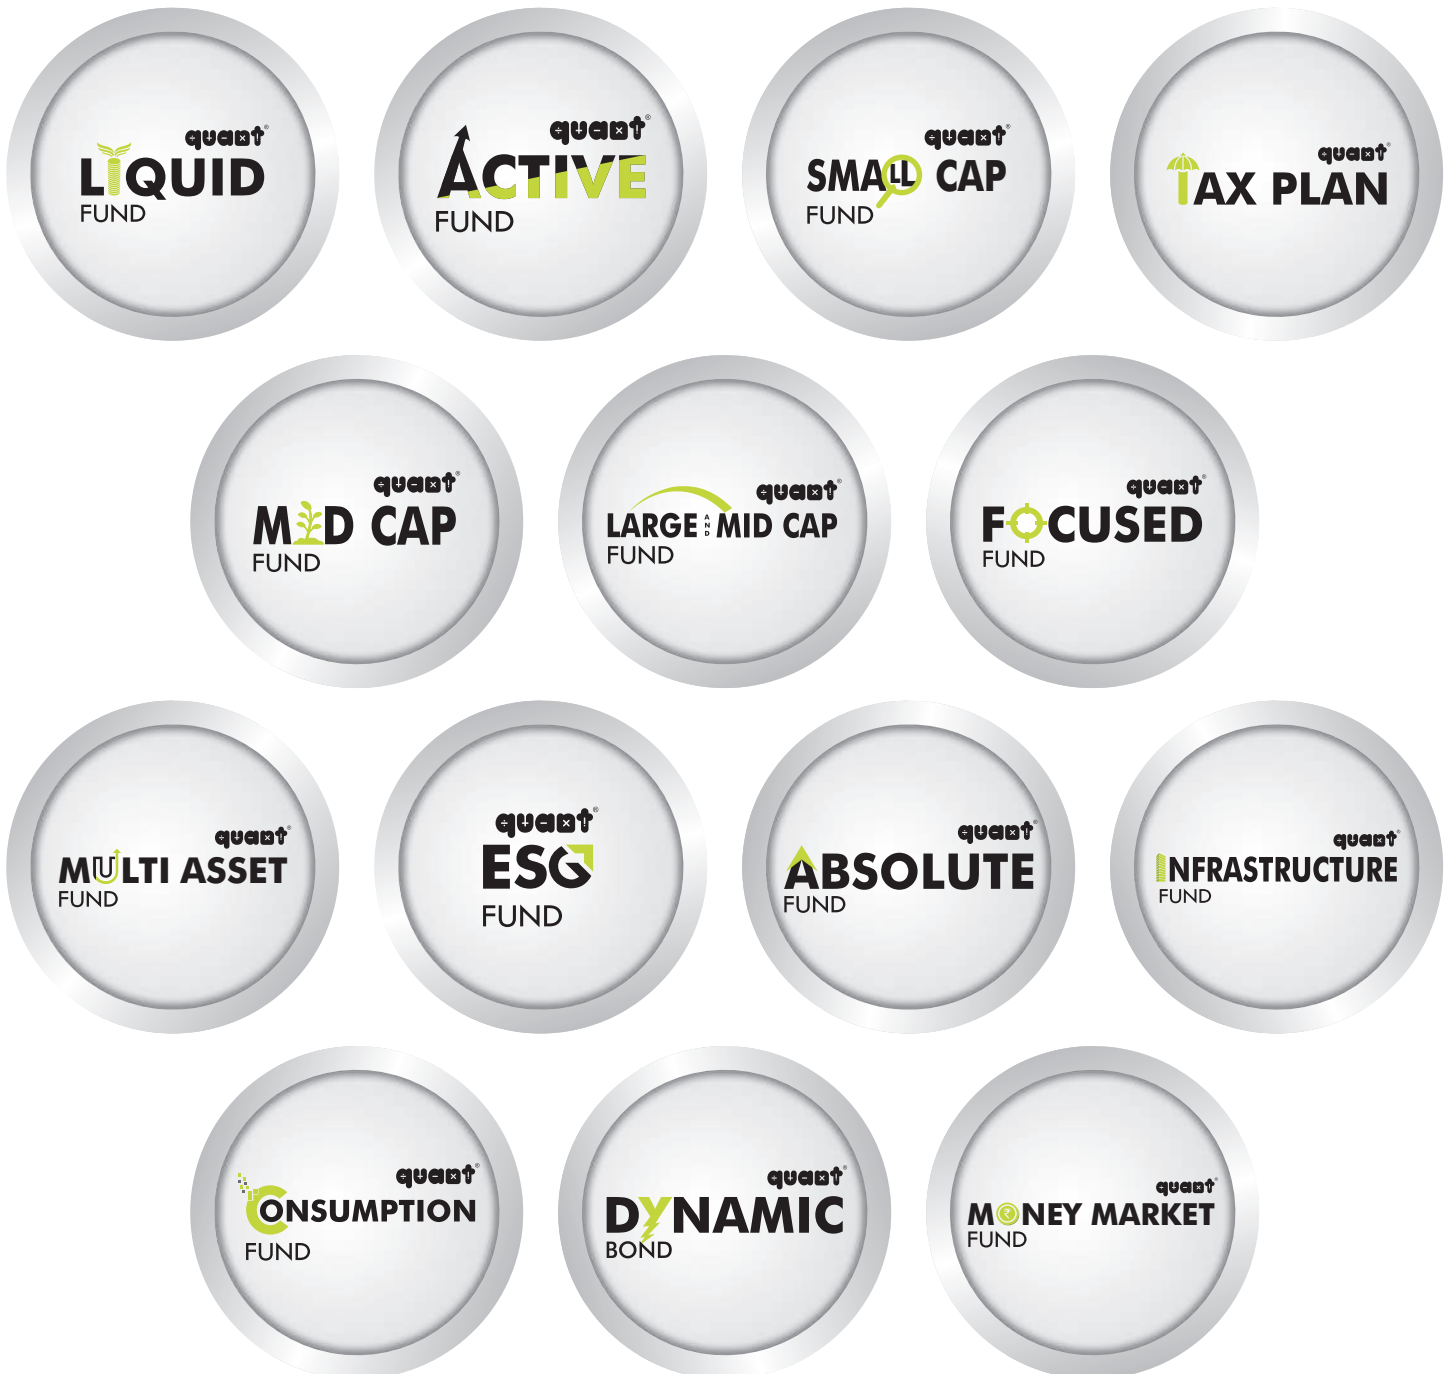 quant®
LIQUID
FUND
quant®
ACTIVE
FUND
quant®
SMALL CAP
FUND
quant®
TAX PLAN
quant®
MID CAP
FUND
quant®
LARGE AND MID CAP
FUND
quant®
FOCUSED
FUND
quant®
MULTI ASSET
FUND
quant®
ESG
FUND
quant®
ABSOLUTE
FUND
quant®
INFRASTRUCTURE
FUND
quant®
CONSUMPTION
FUND
quant®
DYNAMIC
BOND
quant®
MONEY MARKET
FUND